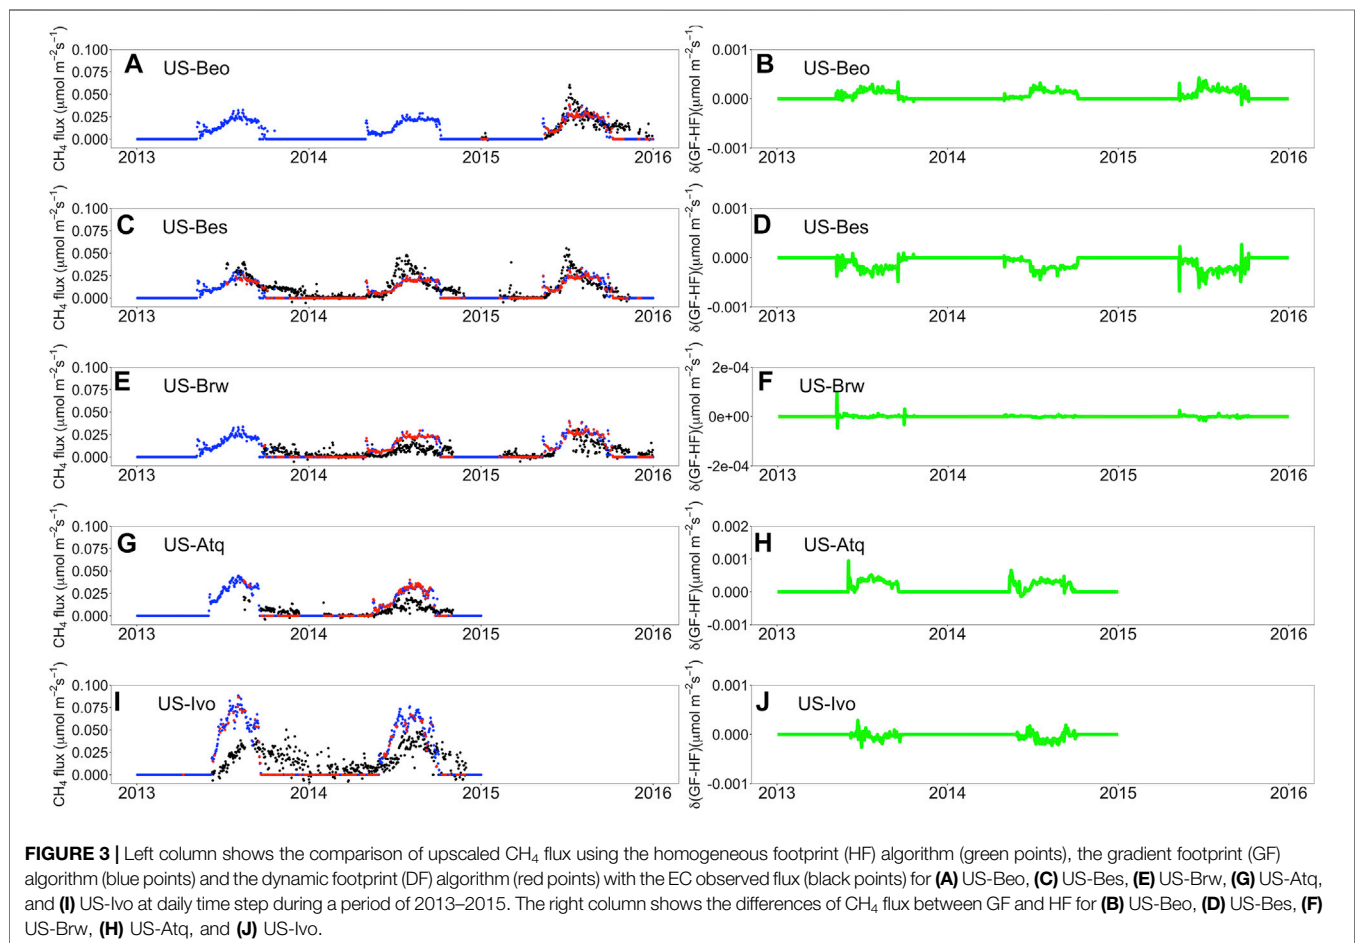 A US-Beo
CH₄ flux (μmol m⁻²s⁻¹)
0.100
0.075
0.050
0.025
0.000
2013 2014 2015 2016
B US-Beo
δ(GF-HF)(μmol m⁻²s⁻¹)
0.001
0.000
-0.001
2013 2014 2015 2016
C US-Bes
CH₄ flux (μmol m⁻²s⁻¹)
0.100
0.075
0.050
0.025
0.000
2013 2014 2015 2016
D US-Bes
δ(GF-HF)(μmol m⁻²s⁻¹)
0.001
0.000
-0.001
2013 2014 2015 2016
E US-Brw
CH₄ flux (μmol m⁻²s⁻¹)
0.100
0.075
0.050
0.025
0.000
2013 2014 2015 2016
F US-Brw
δ(GF-HF)(μmol m⁻²s⁻¹)
2e-04
0e+00
-2e-04
2013 2014 2015 2016
G US-Atq
CH₄ flux (μmol m⁻²s⁻¹)
0.100
0.075
0.050
0.025
0.000
2013 2014 2015 2016
H US-Atq
δ(GF-HF)(μmol m⁻²s⁻¹)
0.002
0.001
0.000
-0.001
2013 2014 2015 2016
I US-Ivo
CH₄ flux (μmol m⁻²s⁻¹)
0.100
0.075
0.050
0.025
0.000
2013 2014 2015 2016
J US-Ivo
δ(GF-HF)(μmol m⁻²s⁻¹)
0.001
0.000
-0.001
2013 2014 2015 2016
FIGURE 3 | Left column shows the comparison of upscaled CH₄ flux using the homogeneous footprint (HF) algorithm (green points), the gradient footprint (GF)
algorithm (blue points) and the dynamic footprint (DF) algorithm (red points) with the EC observed flux (black points) for (A) US-Beo, (C) US-Bes, (E) US-Brw, (G) US-Atq,
and (I) US-Ivo at daily time step during a period of 2013–2015. The right column shows the differences of CH₄ flux between GF and HF for (B) US-Beo, (D) US-Bes, (F)
US-Brw, (H) US-Atq, and (J) US-Ivo.